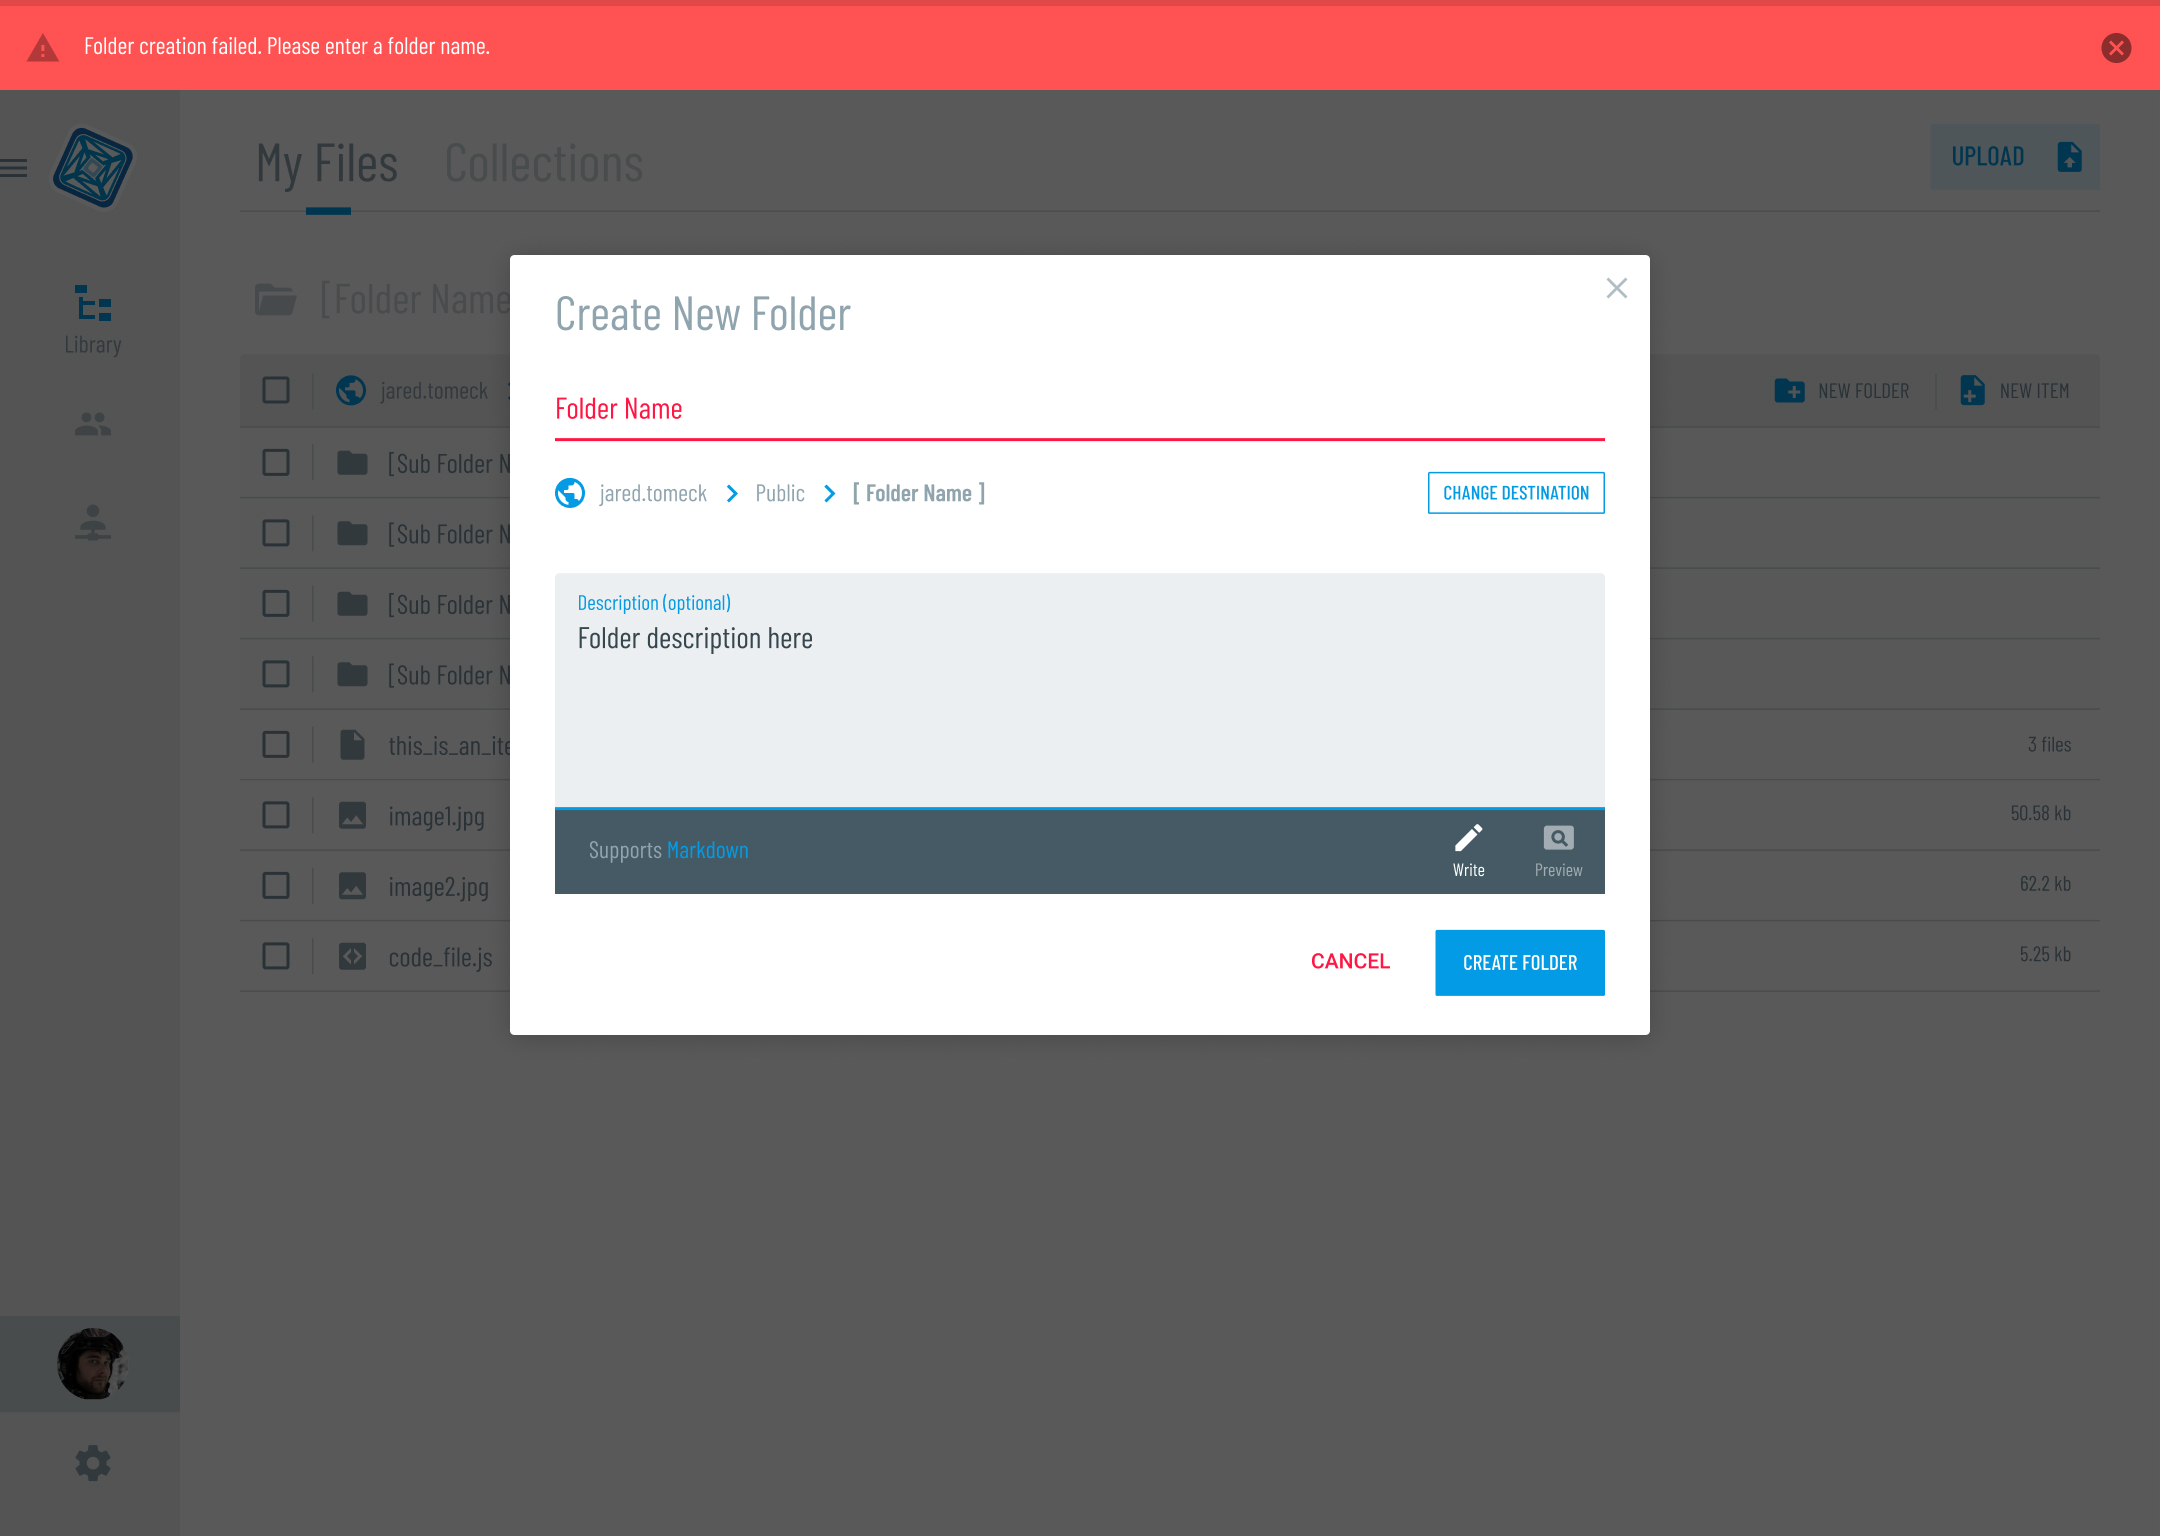 Folder creation failed. Please enter a folder name.
My Files
Collections
UPLOAD
Library
[Folder Name
jared.tomeck
NEW FOLDER
NEW ITEM
[Sub Folder N
[Sub Folder N
[Sub Folder N
[Sub Folder N
this_is_an_ite
3 files
image1.jpg
50.58 kb
image2.jpg
62.2 kb
code_file.js
5.25 kb
Create New Folder
Folder Name
jared.tomeck
Public
[ Folder Name ]
CHANGE DESTINATION
Description (optional)
Folder description here
Supports Markdown
Write
Preview
CANCEL
CREATE FOLDER